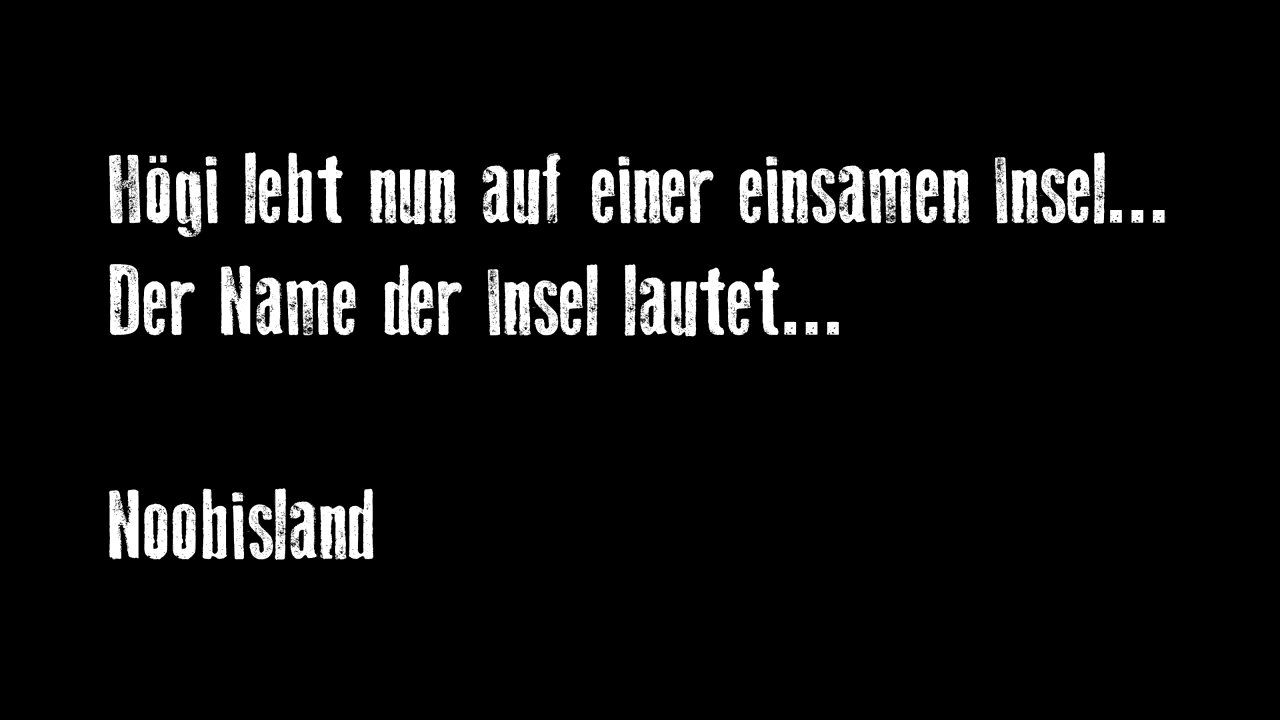 Högi lebt nun auf einer einsamen Insel...
Der Name der Insel lautet...
Noobisland